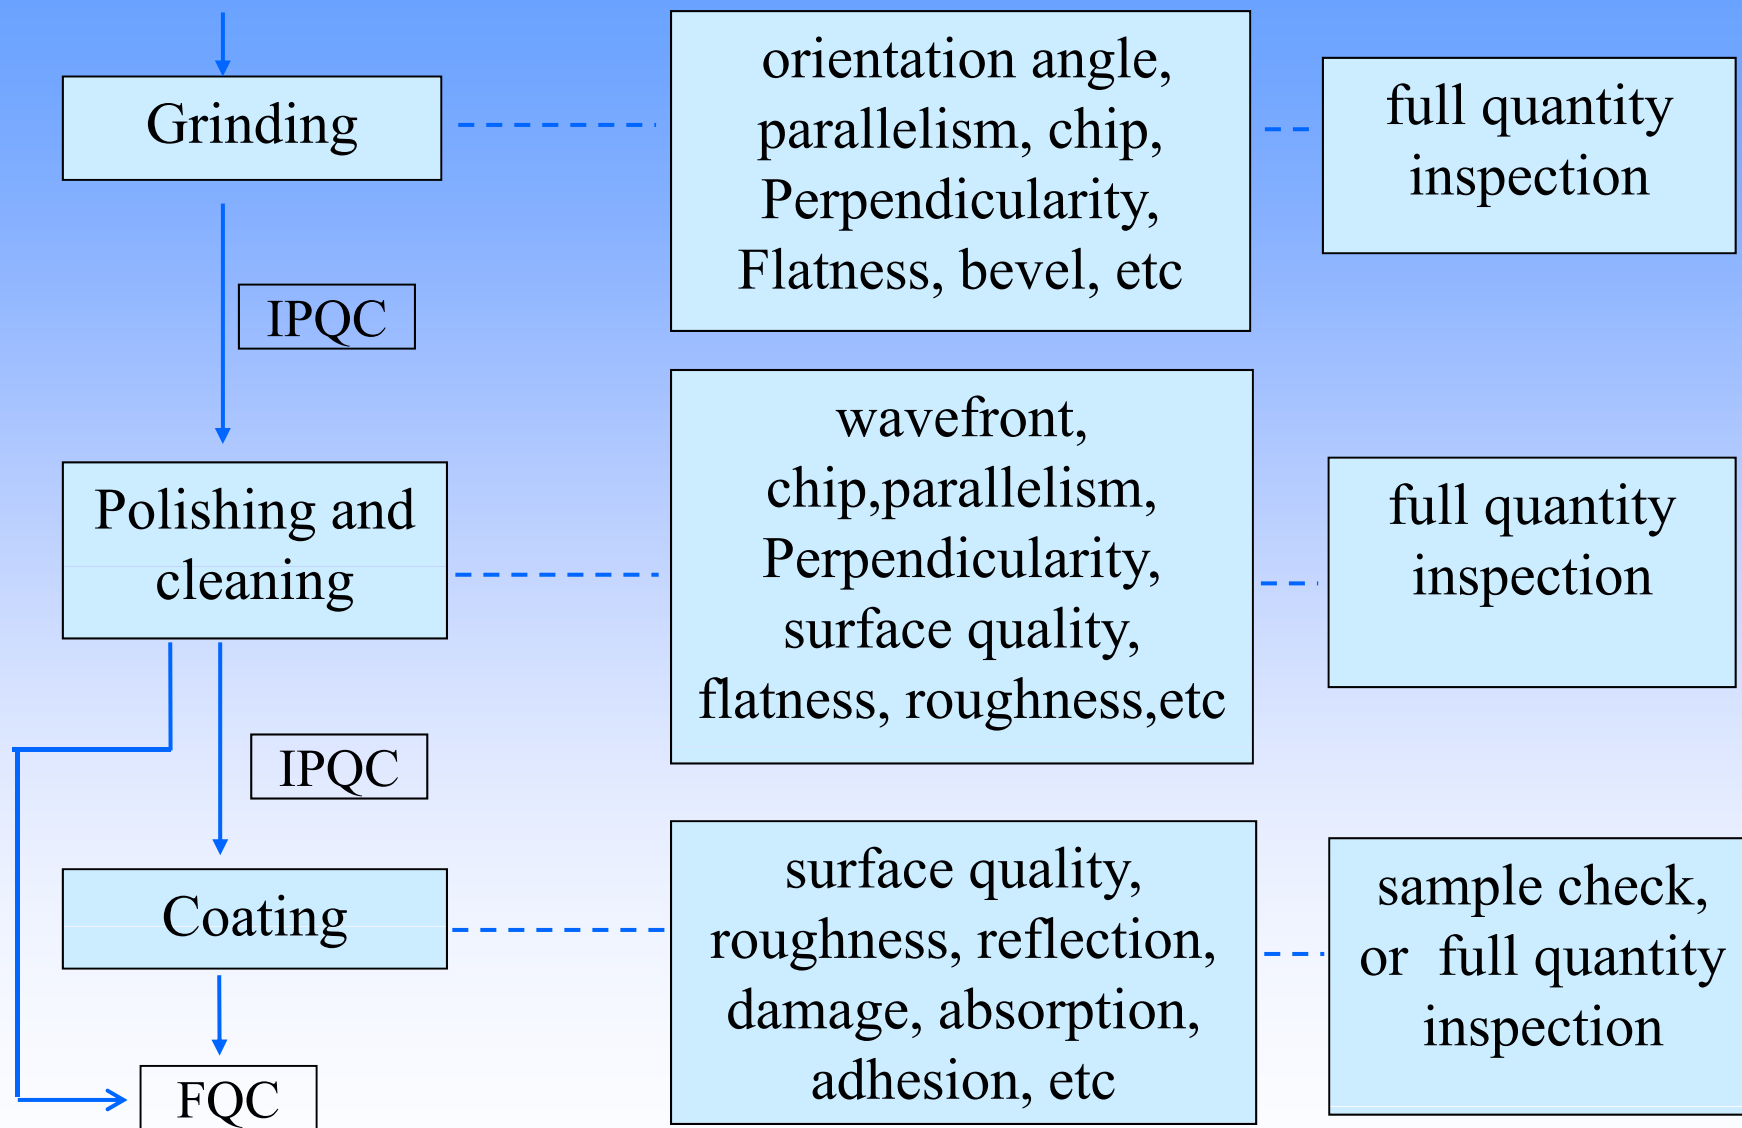 Grinding
orientation angle,
parallelism, chip,
Perpendicularity,
Flatness, bevel, etc
full quantity
inspection
IPQC
Polishing and
cleaning
wavefront,
chip,parallelism,
Perpendicularity,
surface quality,
flatness, roughness,etc
full quantity
inspection
IPQC
Coating
surface quality,
roughness, reflection,
damage, absorption,
adhesion, etc
sample check,
or full quantity
inspection
FQC